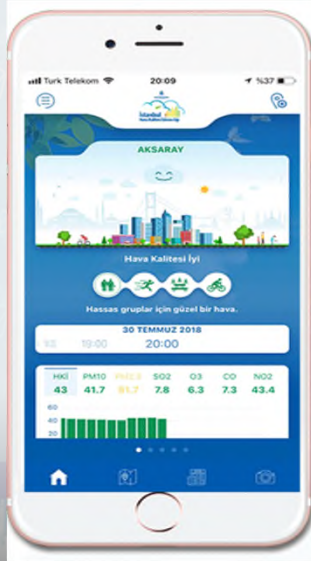 Turk Telekom 20:09 %37
İstanbul
AKSARAY
Hava Kalitesi İyi
Hassas gruplar için güzel bir hava.
30 TEMMUZ 2018
19:00 20:00
HKİ PM10 PM2.5 SO2 O3 CO NO2
43 41.7 61.7 7.8 6.3 7.3 43.4
60
40
20